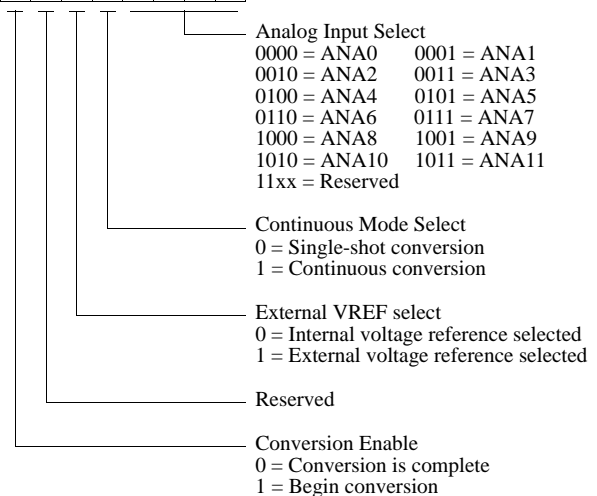 Analog Input Select
0000 = ANA0 0001 = ANA1
0010 = ANA2 0011 = ANA3
0100 = ANA4 0101 = ANA5
0110 = ANA6 0111 = ANA7
1000 = ANA8 1001 = ANA9
1010 = ANA10 1011 = ANA11
11xx = Reserved
Continuous Mode Select
0 = Single-shot conversion
1 = Continuous conversion
External VREF select
0 = Internal voltage reference selected
1 = External voltage reference selected
Reserved
Conversion Enable
0 = Conversion is complete
1 = Begin conversion